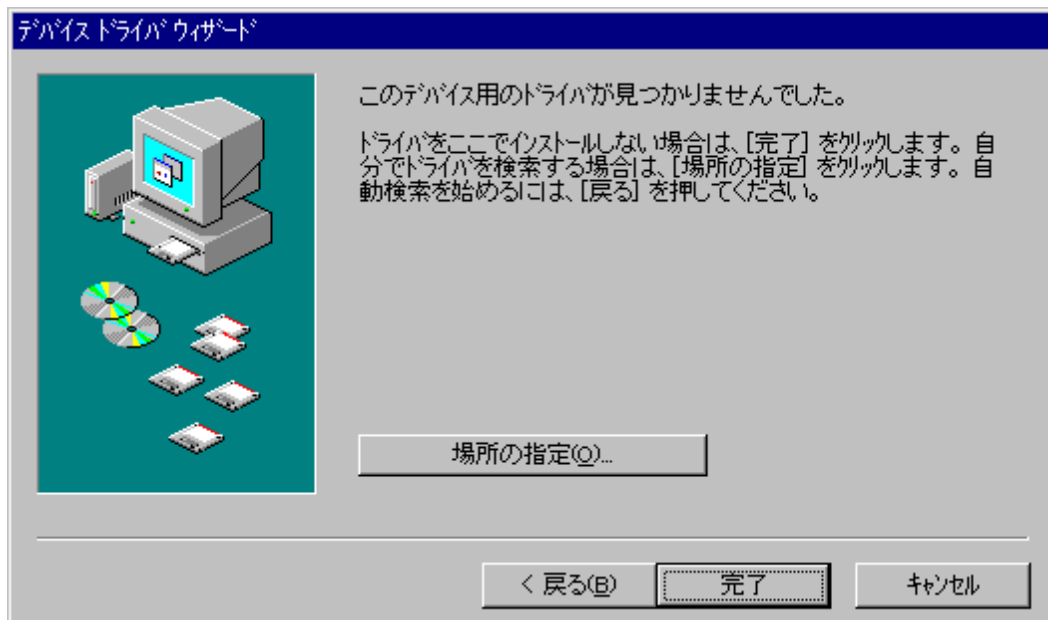 ﾃﾞﾊﾞｲｽ ﾄﾞﾗｲﾊﾞ ｳｨｻﾞｰﾄﾞ
このﾃﾞﾊﾞｲｽ用のﾄﾞﾗｲﾊﾞが見つかりませんでした。
ﾄﾞﾗｲﾊﾞをここでｲﾝｽﾄｰﾙしない場合は、[完了] をｸﾘｯｸします。自
分でﾄﾞﾗｲﾊﾞを検索する場合は、[場所の指定] をｸﾘｯｸします。自
動検索を始めるには、[戻る] を押してください。
場所の指定(O)...
< 戻る(B)
完了
ｷｬﾝｾﾙ